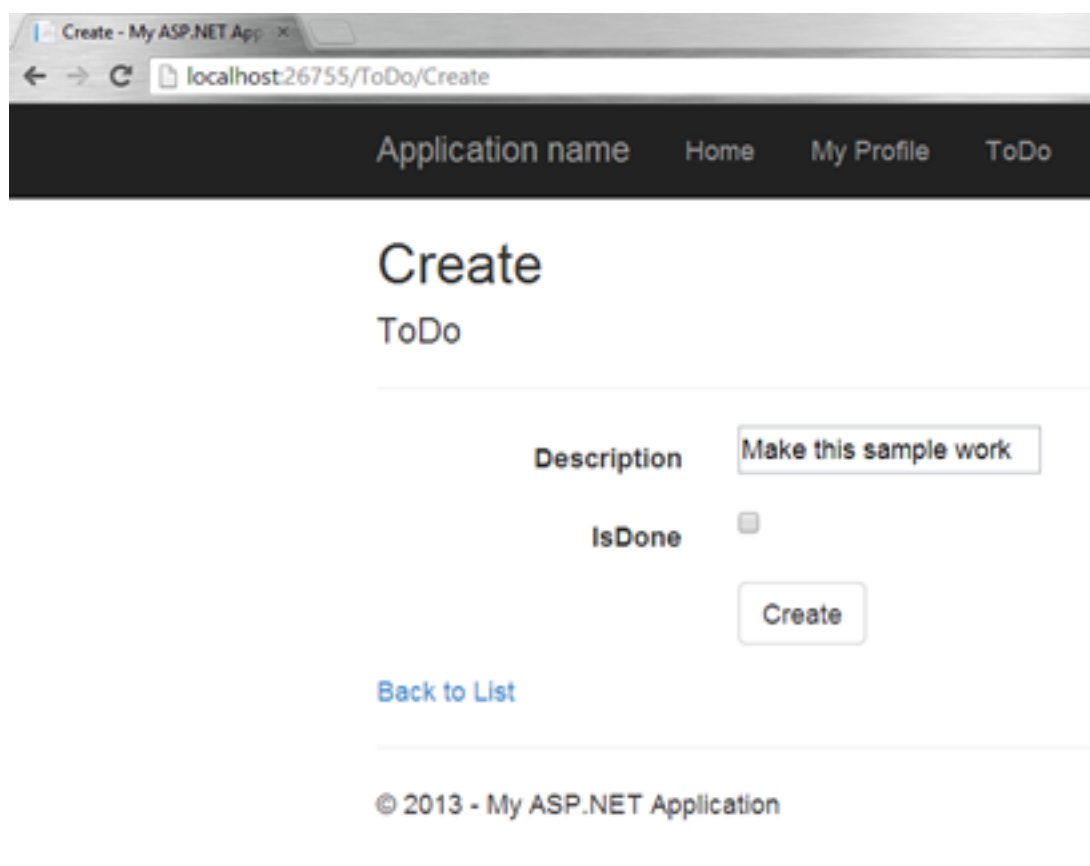 Create - My ASP.NET App
localhost:26755/ToDo/Create
Application name Home My Profile ToDo
Create
ToDo
Description Make this sample work
IsDone
Create
Back to List
© 2013 - My ASP.NET Application